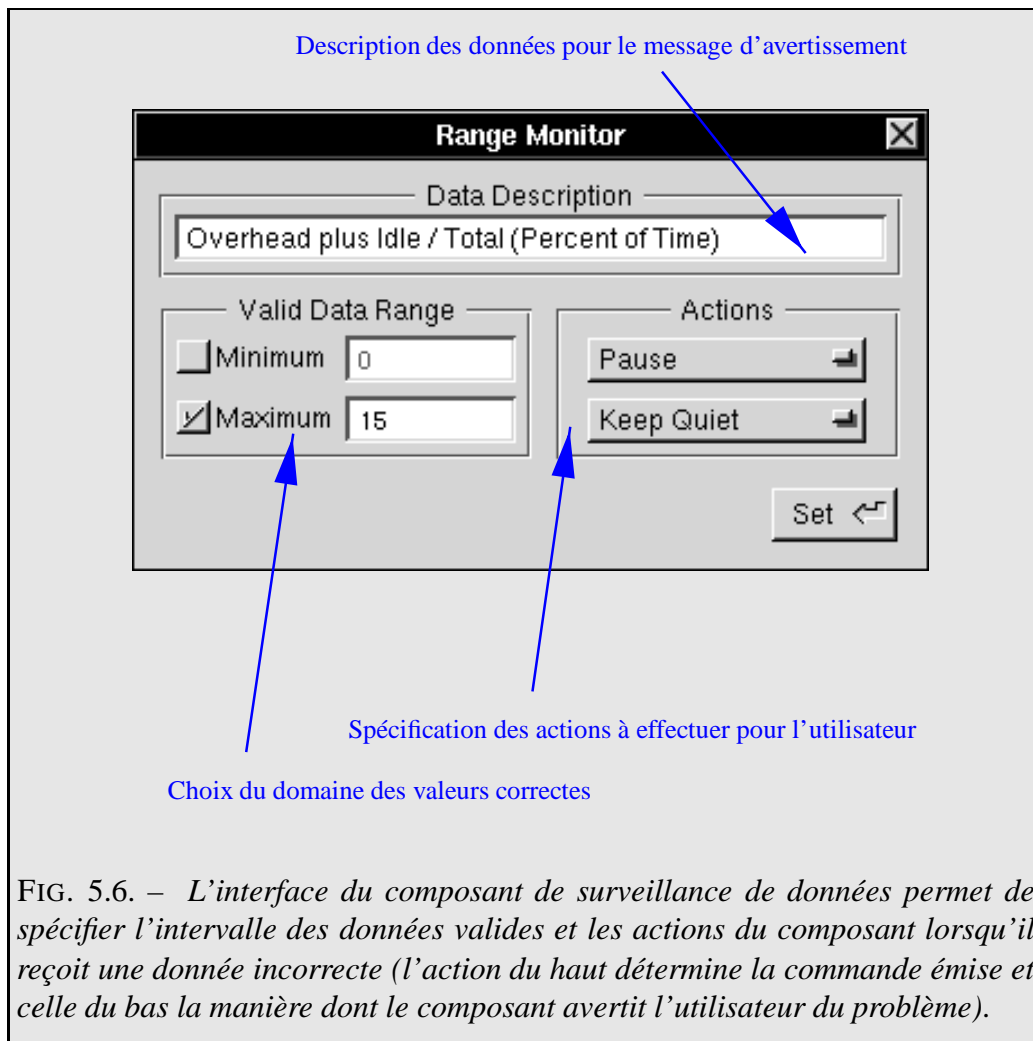 Description des données pour le message d'avertissement
Range Monitor
Data Description
Overhead plus Idle / Total (Percent of Time)
Valid Data Range
Minimum 0
Maximum 15
Actions
Pause
Keep Quiet
Set
Spécification des actions à effectuer pour l'utilisateur
Choix du domaine des valeurs correctes
FIG. 5.6. – L'interface du composant de surveillance de données permet de
spécifier l'intervalle des données valides et les actions du composant lorsqu'il
reçoit une donnée incorrecte (l'action du haut détermine la commande émise et
celle du bas la manière dont le composant avertit l'utilisateur du problème).